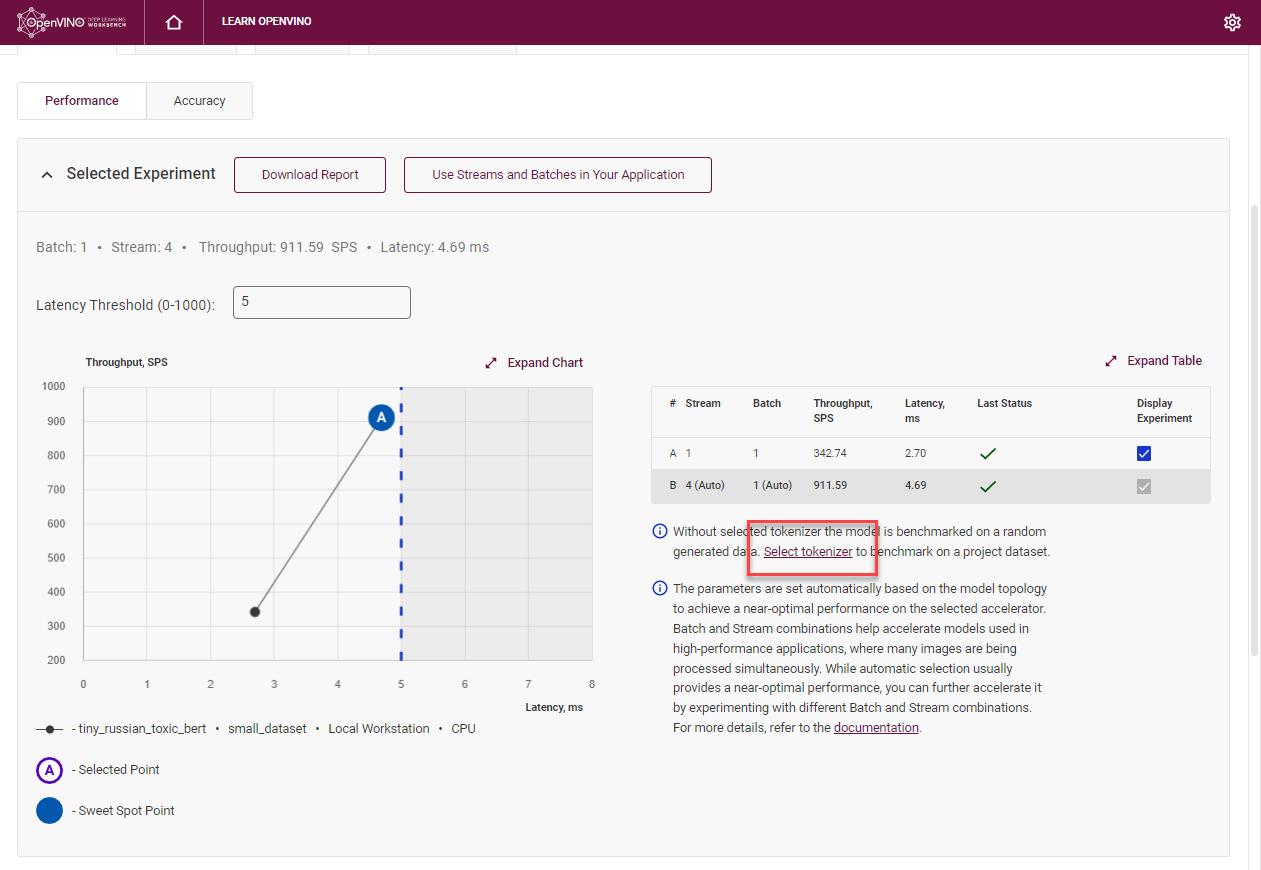 OpenVINO DEEP LEARNING WORKBENCH
LEARN OPENVINO
Performance
Accuracy
Selected Experiment
Download Report
Use Streams and Batches in Your Application
Batch: 1 • Stream: 4 • Throughput: 911.59 SPS • Latency: 4.69 ms
Latency Threshold (0-1000):
5
Throughput, SPS
Expand Chart
1000
900
800
700
600
500
400
300
200
A
0 1 2 3 4 5 6 7 8
Latency, ms
- tiny_russian_toxic_bert • small_dataset • Local Workstation • CPU
A - Selected Point
- Sweet Spot Point
Expand Table
# Stream Batch Throughput, SPS Latency, ms Last Status Display Experiment
A 1 1 342.74 2.70
B 4 (Auto) 1 (Auto) 911.59 4.69
Without selected tokenizer the model is benchmarked on a random
generated data. Select tokenizer to benchmark on a project dataset.
The parameters are set automatically based on the model topology
to achieve a near-optimal performance on the selected accelerator.
Batch and Stream combinations help accelerate models used in
high-performance applications, where many images are being
processed simultaneously. While automatic selection usually
provides a near-optimal performance, you can further accelerate it
by experimenting with different Batch and Stream combinations.
For more details, refer to the documentation.